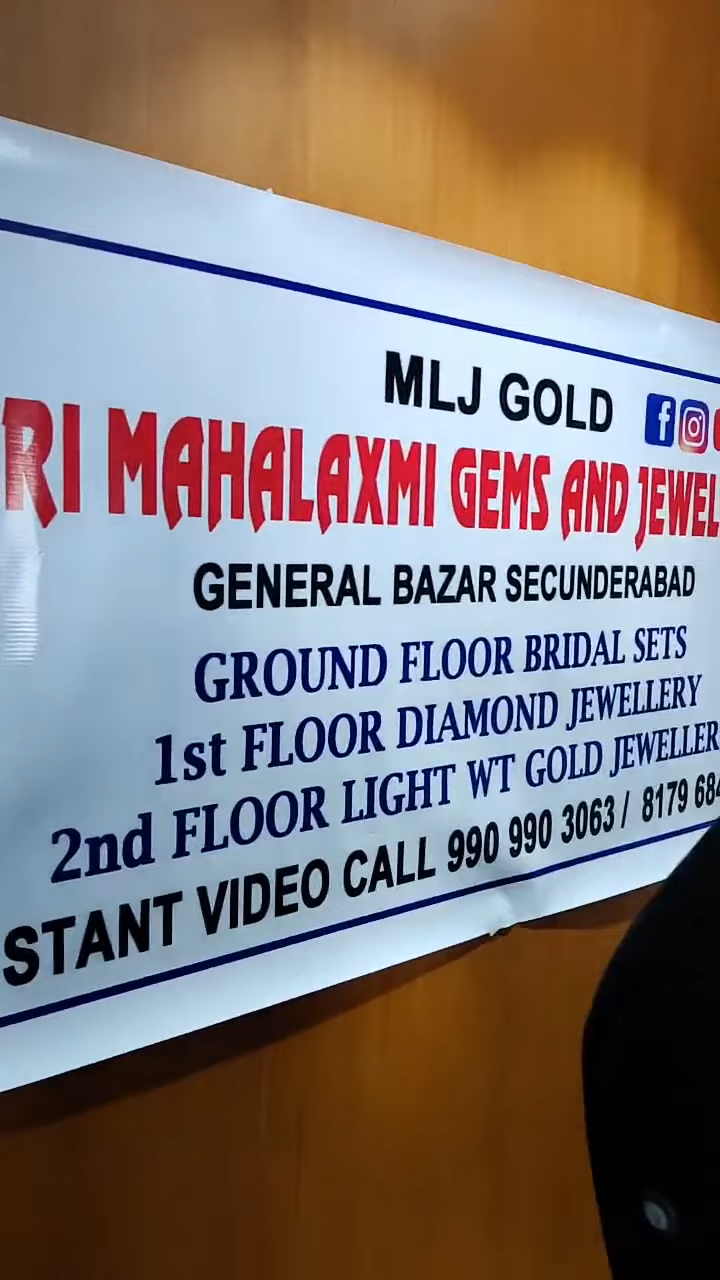 MLJ GOLD
RI MAHALAXMI GEMS AND JEWEL
GENERAL BAZAR SECUNDERABAD
GROUND FLOOR BRIDAL SETS
1st FLOOR DIAMOND JEWELLERY
2nd FLOOR LIGHT WT GOLD JEWELLER
STANT VIDEO CALL 990 990 3063 / 8179 684